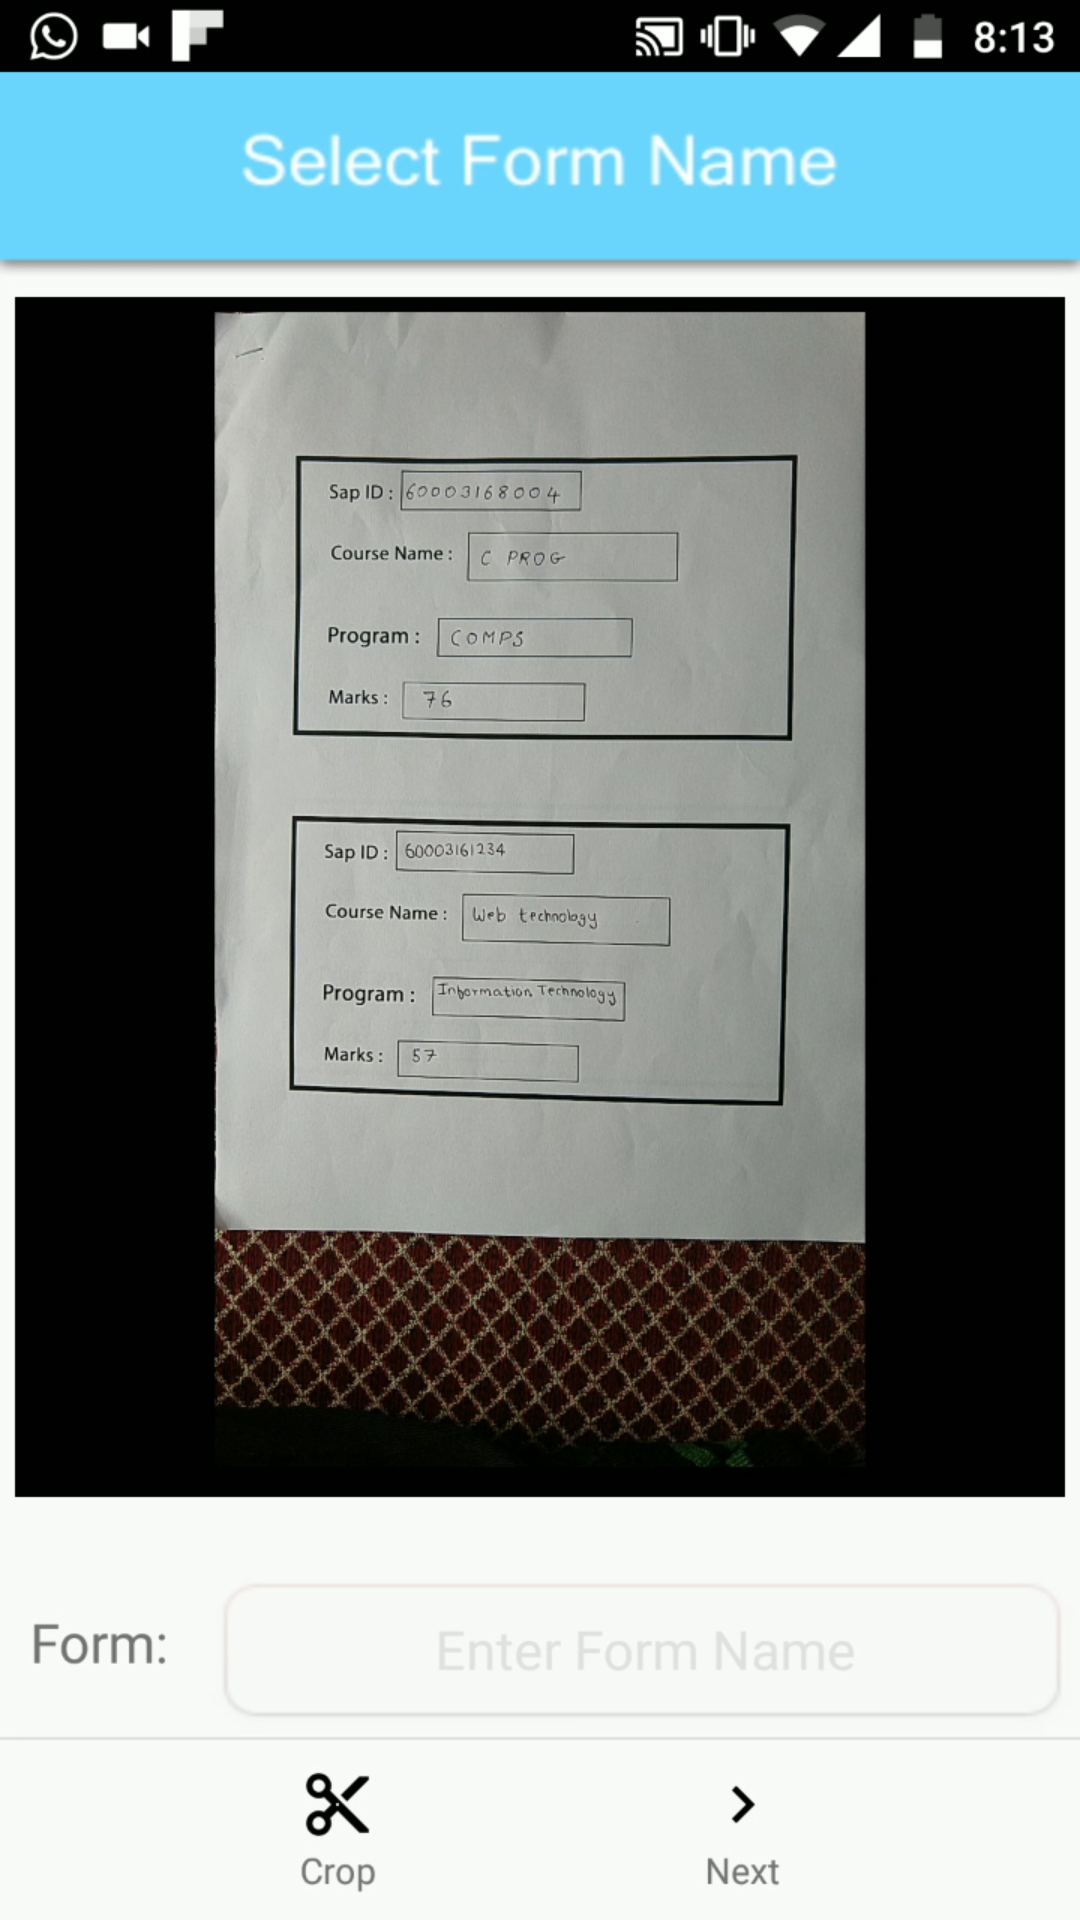 8:13
Select Form Name
Sap ID : 60003168004
Course Name : C PROG
Program : COMPS
Marks : 76
Sap ID : 60003161234
Course Name : Web technology
Program : Information Technology
Marks : 57
Form: Enter Form Name
Crop Next